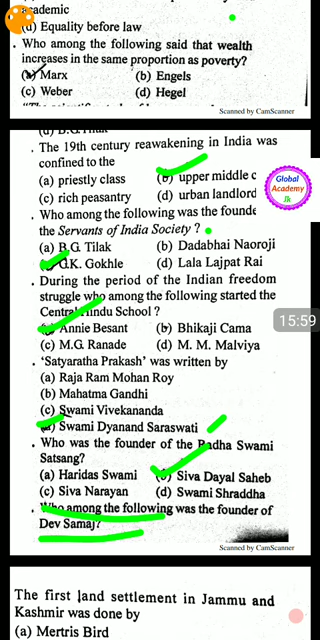 academic
(d) Equality before law
. Who among the following said that wealth
increases in the same proportion as poverty?
(a) Marx (b) Engels
(c) Weber (d) Hegel
Scanned by CamScanner
. The 19th century reawakening in India was
confined to the
(a) priestly class (b) upper middle c
(c) rich peasantry (d) urban landlord
. Who among the following was the founde
the Servants of India Society ?
(a) B.G. Tilak (b) Dadabhai Naoroji
G.K. Gokhle (d) Lala Lajpat Rai
. During the period of the Indian freedom
struggle who among the following started the
Central Hindu School ?
Annie Besant (b) Bhikaji Cama
(c) M.G. Ranade (d) M. M. Malviya
. ‘Satyaratha Prakash’ was written by
(a) Raja Ram Mohan Roy
(b) Mahatma Gandhi
(c) Swami Vivekananda
(d) Swami Dyanand Saraswati
. Who was the founder of the Radha Swami
Satsang?
(a) Haridas Swami (b) Siva Dayal Saheb
(c) Siva Narayan (d) Swami Shraddha
. Who among the following was the founder of
Dev Samaj?
Scanned by CamScanner
Global
Academy
Jk
15:59
The first land settlement in Jammu and
Kashmir was done by
(a) Mertris Bird